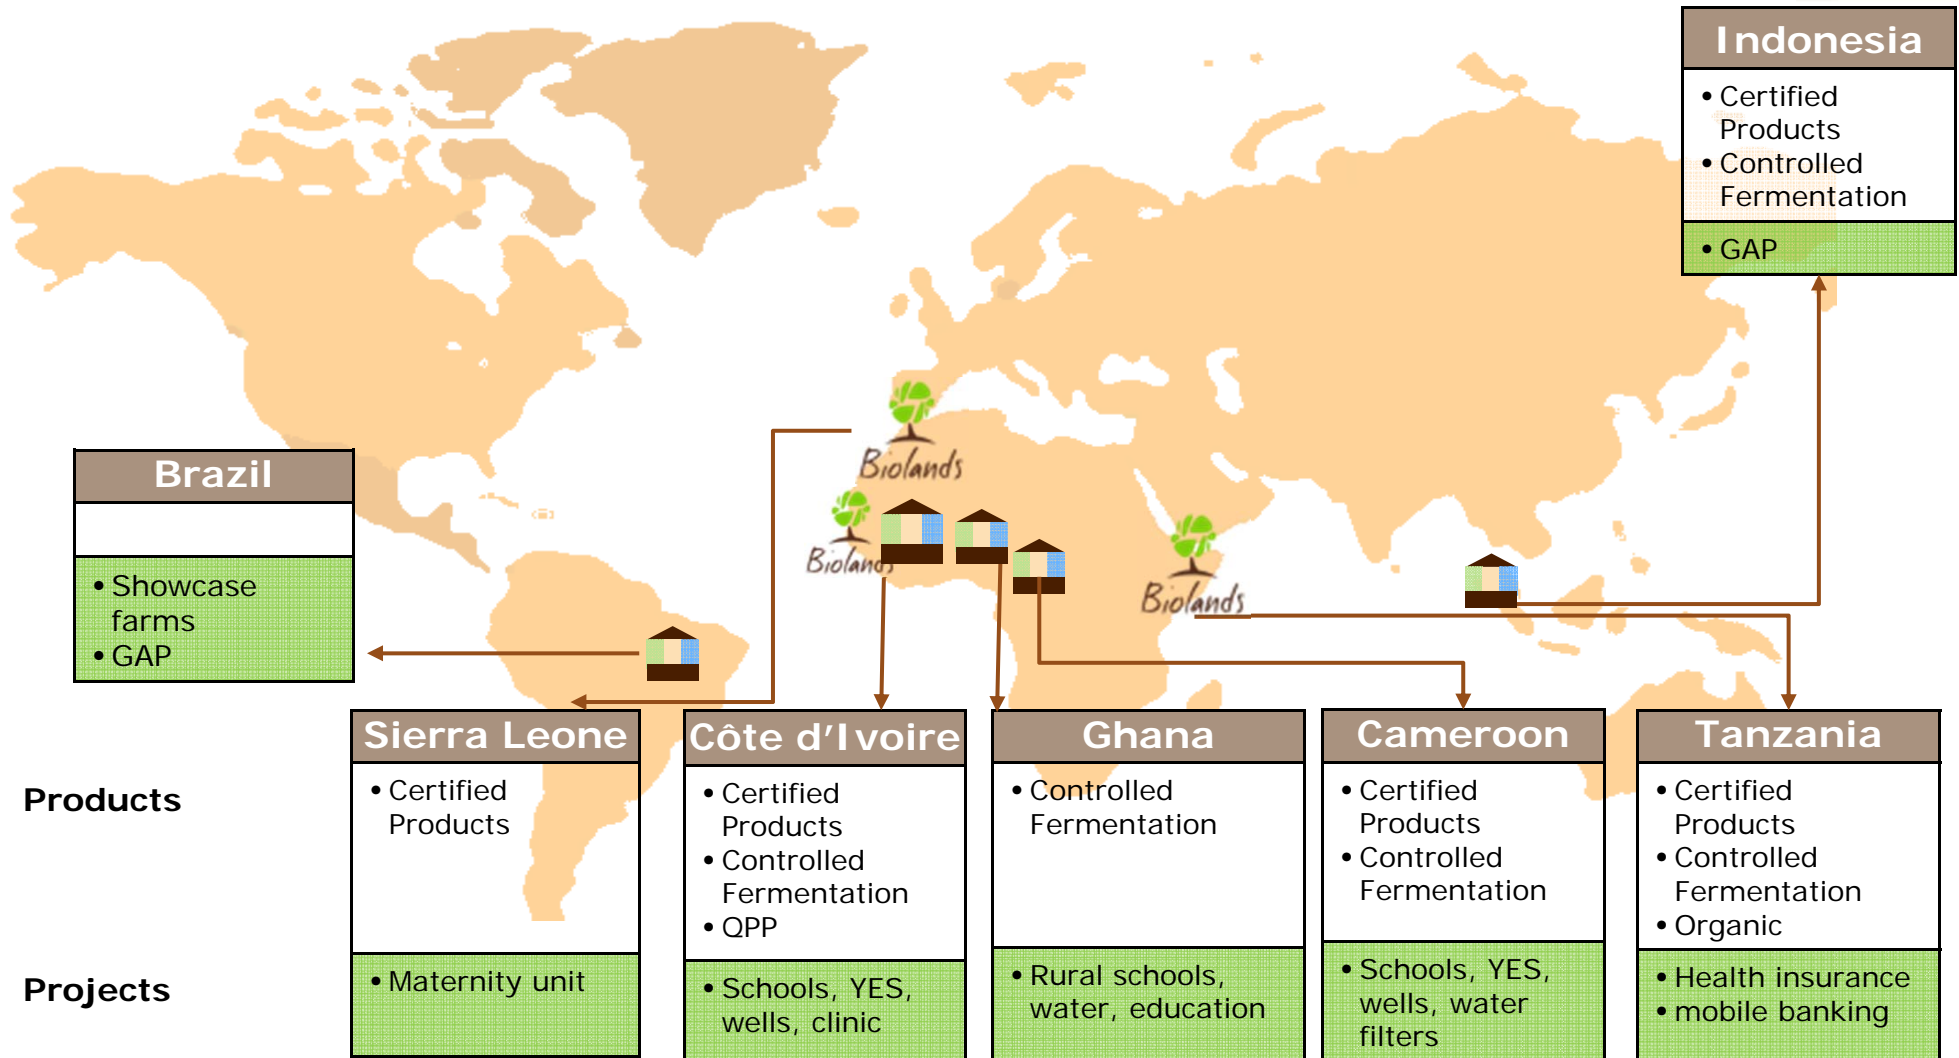 Indonesia
• Certified
Products
• Controlled
Fermentation
• GAP
Biolands
Biolands
Biolands
Brazil
• Showcase
farms
• GAP
Products
Projects
Sierra Leone
• Certified
Products
• Maternity unit
Côte d'Ivoire
• Certified
Products
• Controlled
Fermentation
• QPP
• Schools, YES,
wells, clinic
Ghana
• Controlled
Fermentation
• Rural schools,
water, education
Cameroon
• Certified
Products
• Controlled
Fermentation
• Schools, YES,
wells, water
filters
Tanzania
• Certified
Products
• Controlled
Fermentation
• Organic
• Health insurance
• mobile banking